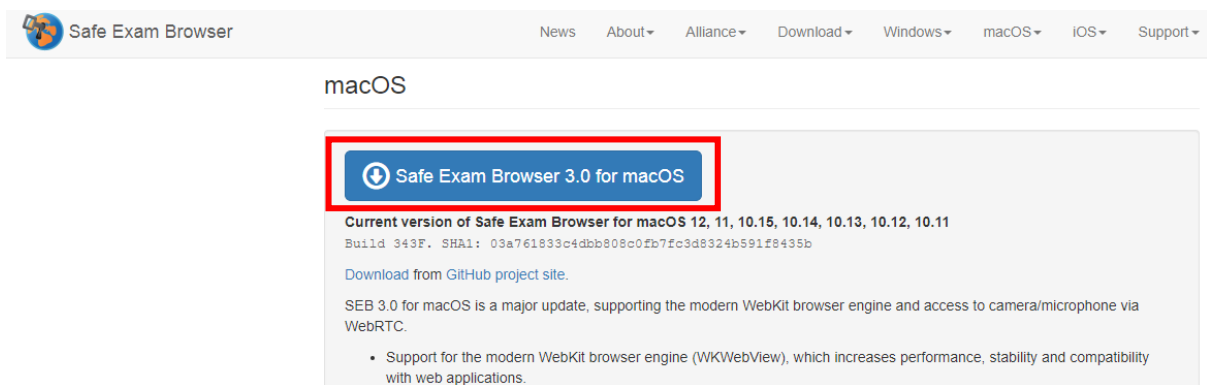 Safe Exam Browser News About Alliance Download Windows macOS iOS Support
macOS
Safe Exam Browser 3.0 for macOS
Current version of Safe Exam Browser for macOS 12, 11, 10.15, 10.14, 10.13, 10.12, 10.11
Build 343F. SHA1: 03a761833c4dbb808c0fb7fc3d8324b591f8435b
Download from GitHub project site.
SEB 3.0 for macOS is a major update, supporting the modern WebKit browser engine and access to camera/microphone via
WebRTC.
• Support for the modern WebKit browser engine (WKWebView), which increases performance, stability and compatibility
with web applications.